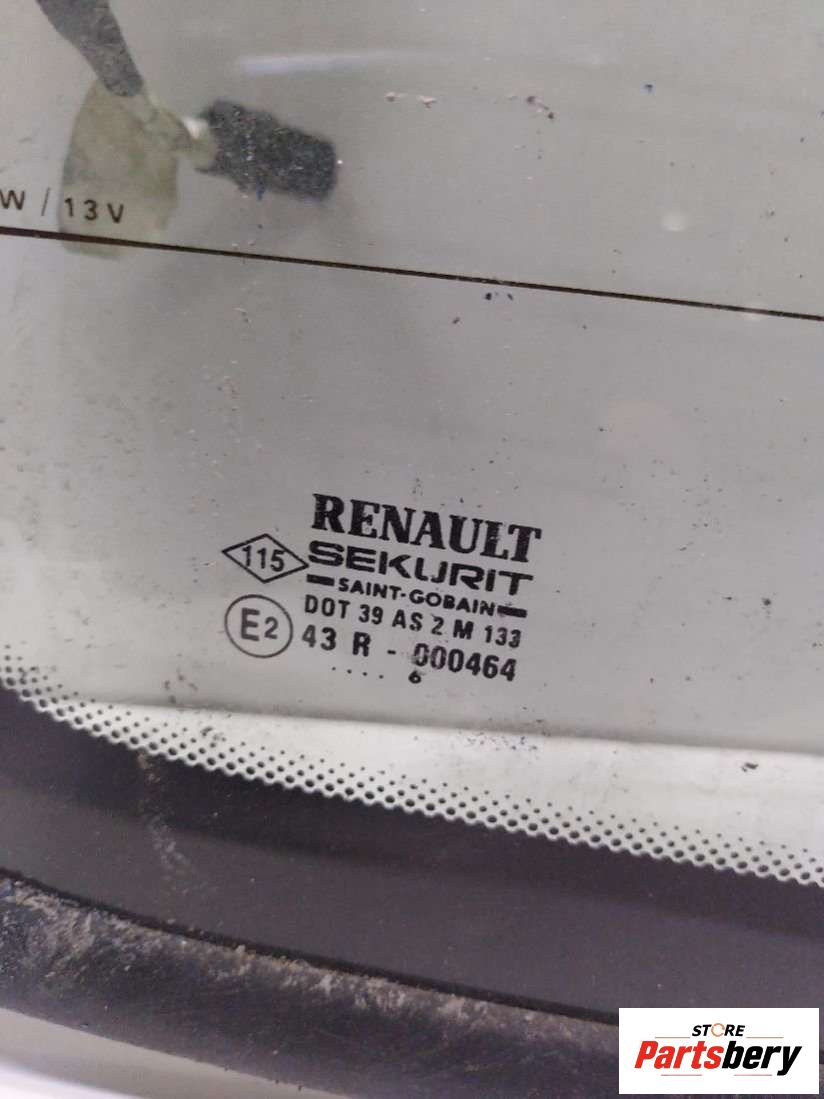 W / 13V
RENAULT
115 SEKURIT
SAINT-GOBAIN
DOT 39 AS 2 M 133
E2 43 R - 000464
.... 6
STORE
Partsbery